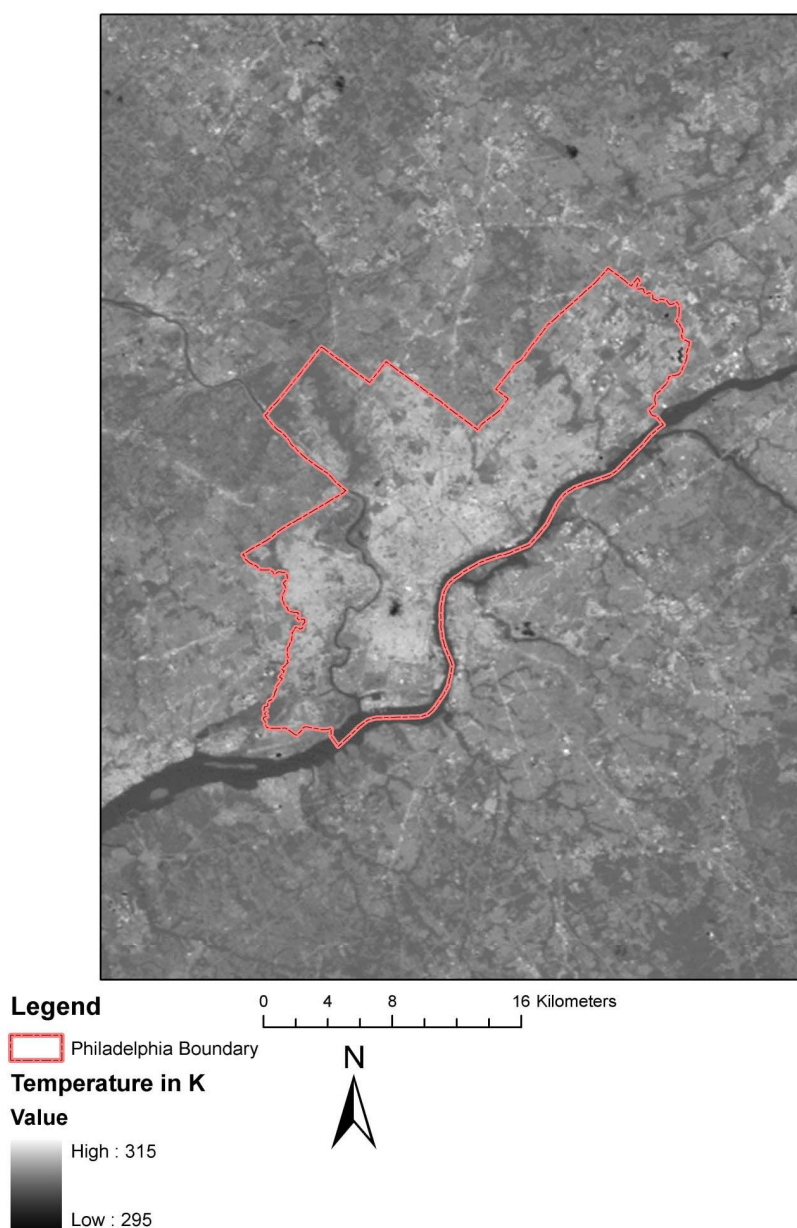 Legend
0 4 8 16 Kilometers
Philadelphia Boundary
N
Temperature in K
Value
High : 315
Low : 295